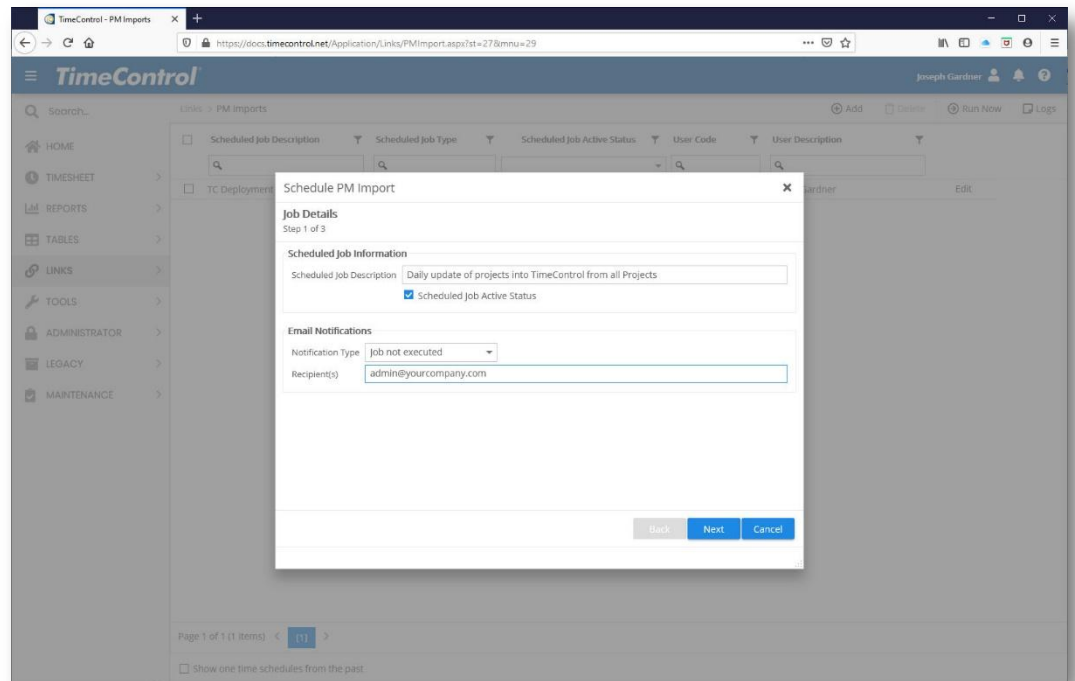 TimeControl - PM Imports
https://docs.timecontrol.net/Application/Links/PMImport.aspx?st=27&mnu=29
TimeControl
Joseph Gardner
Search...
Links > PM Imports
Add Delete Run Now Logs
Scheduled Job Description Scheduled Job Type Scheduled Job Active Status User Code User Description
HOME
TIMESHEET
TC Deployment Gardner Edit
REPORTS
TABLES
LINKS
TOOLS
ADMINISTRATOR
LEGACY
MAINTENANCE
Schedule PM Import
Job Details
Step 1 of 3
Scheduled Job Information
Scheduled Job Description Daily update of projects into TimeControl from all Projects
Scheduled Job Active Status
Email Notifications
Notification Type Job not executed
Recipient(s) admin@yourcompany.com
Back Next Cancel
Page 1 of 1 (1 items) < [1] >
Show one time schedules from the past